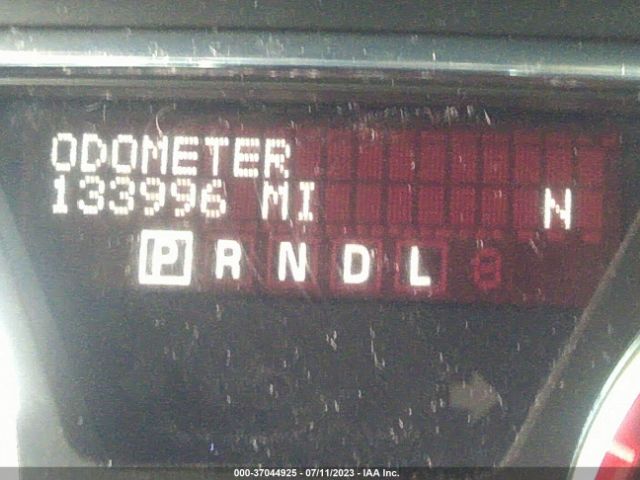 ODOMETER
133996 MI N
P R N D L
000-37044925 - 07/11/2023 - IAA Inc.